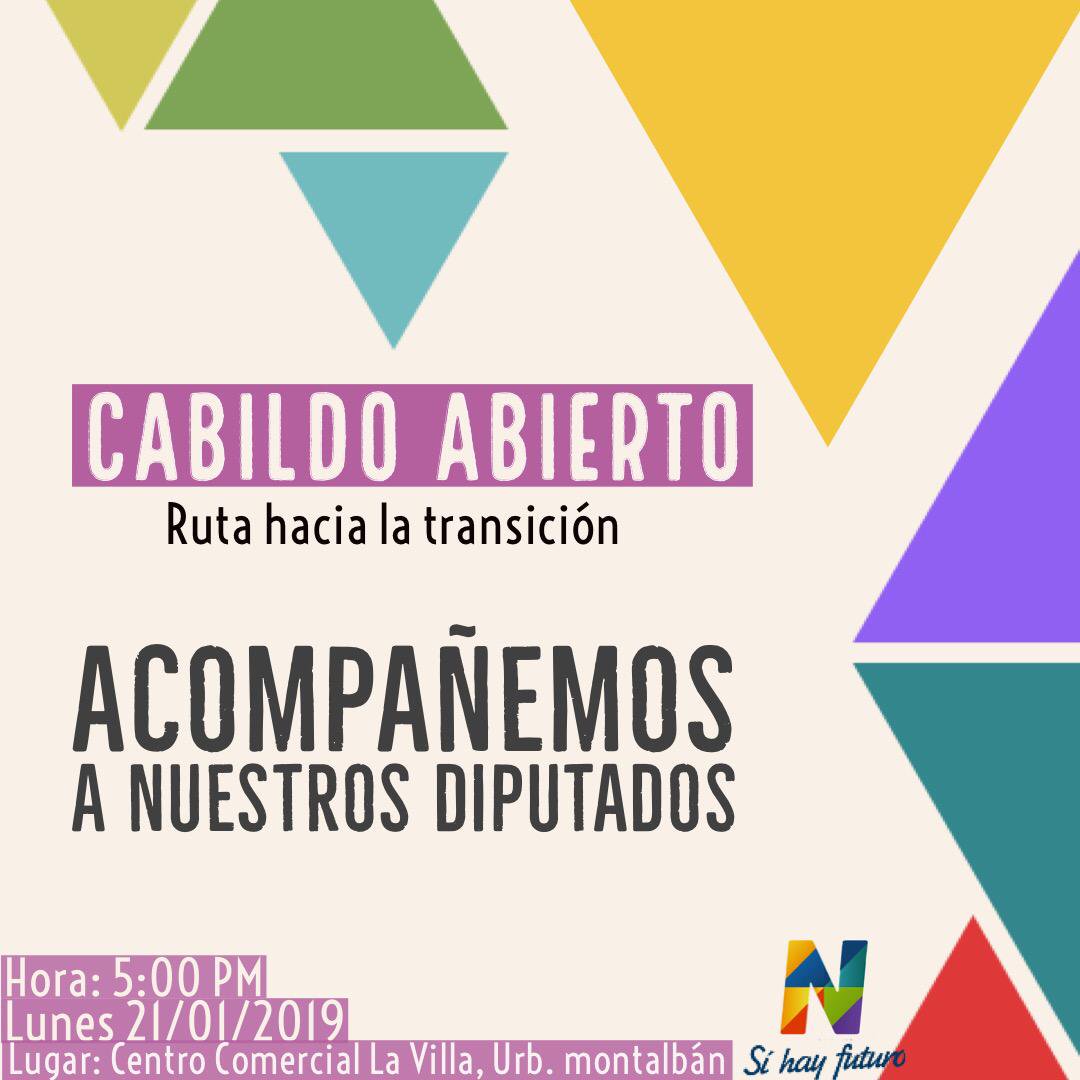 CABILDO ABIERTO
Ruta hacia la transición
ACOMPAÑEMOS
A NUESTROS DIPUTADOS
Hora: 5:00 PM
Lunes 21/01/2019
Lugar: Centro Comercial La Villa, Urb. montalbán
N
Sí hay futuro